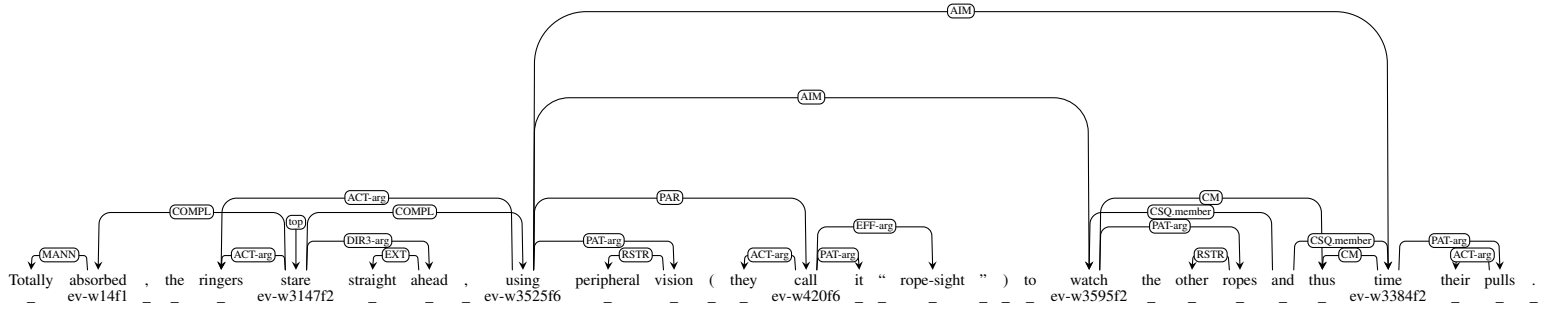 AIM
AIM
ACT-arg PAR CM
COMPL COMPL CSQ.member
top EFF-arg PAT-arg
DIR3-arg PAT-arg CSQ.member PAT-arg
MANN ACT-arg EXT RSTR ACT-arg PAT-arg RSTR CM ACT-arg
Totally absorbed , the ringers stare straight ahead , using peripheral vision ( they call it “ rope-sight ” ) to watch the other ropes and thus time their pulls .
_ ev-w14f1 _ _ _ ev-w3147f2 _ _ _ ev-w3525f6 _ _ _ _ ev-w420f6 _ _ _ _ _ _ ev-w3595f2 _ _ _ _ _ ev-w3384f2 _ _ _